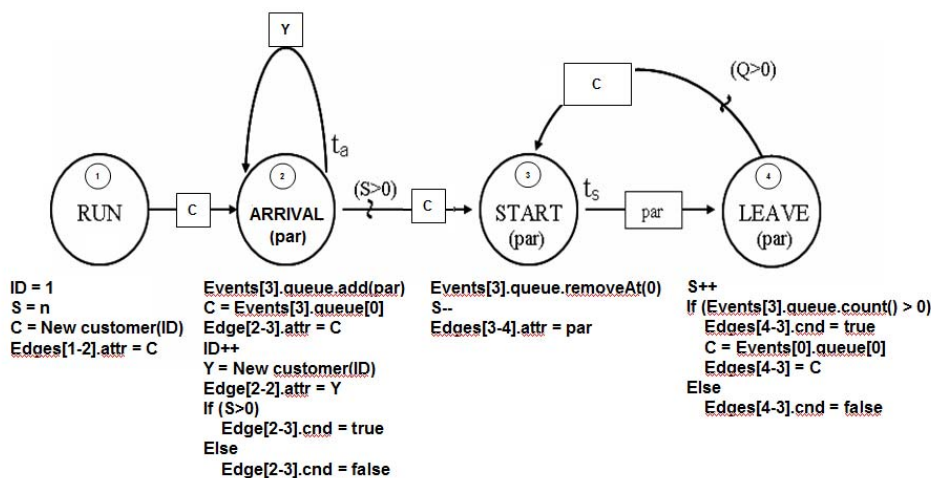 Y
C
(Q>0)
tₐ
1
2
3
4
(S>0)
tₛ
RUN
C
ARRIVAL
(par)
C
START
(par)
par
LEAVE
(par)
ID = 1
S = n
C = New customer(ID)
Edges[1-2].attr = C
Events[3].queue.add(par)
C = Events[3].queue[0]
Edge[2-3].attr = C
ID++
Y = New customer(ID)
Edge[2-2].attr = Y
If (S>0)
Edge[2-3].cnd = true
Else
Edge[2-3].cnd = false
Events[3].queue.removeAt(0)
S--
Edges[3-4].attr = par
S++
If (Events[3].queue.count() > 0)
Edges[4-3].cnd = true
C = Events[0].queue[0]
Edges[4-3] = C
Else
Edges[4-3].cnd = false